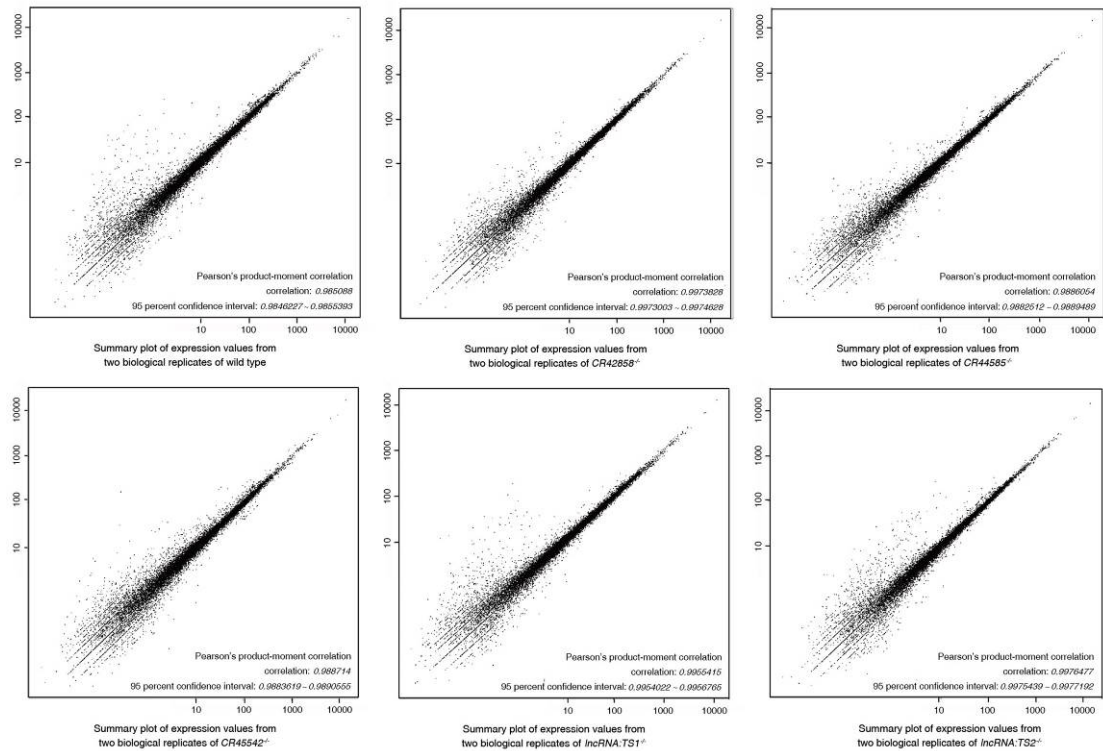 10000
1000
100
10
Pearson's product-moment correlation
correlation: 0.985088
95 percent confidence interval: 0.9846227 ~ 0.9855393
10 100 1000 10000
Summary plot of expression values from
two biological replicates of wild type
10000
1000
100
10
Pearson's product-moment correlation
correlation: 0.9973828
95 percent confidence interval: 0.9973003 ~ 0.9974628
10 100 1000 10000
Summary plot of expression values from
two biological replicates of CR42858-/-
10000
1000
100
10
Pearson's product-moment correlation
correlation: 0.9886054
95 percent confidence interval: 0.9882512 ~ 0.9889489
10 100 1000 10000
Summary plot of expression values from
two biological replicates of CR44585-/-
10000
1000
100
10
Pearson's product-moment correlation
correlation: 0.988714
95 percent confidence interval: 0.9883619 ~ 0.9890555
10 100 1000 10000
Summary plot of expression values from
two biological replicates of CR45542-/-
10000
1000
100
10
Pearson's product-moment correlation
correlation: 0.9955415
95 percent confidence interval: 0.9954022 ~ 0.9956765
10 100 1000 10000
Summary plot of expression values from
two biological replicates of lncRNA:TS1-/-
10000
1000
100
10
Pearson's product-moment correlation
correlation: 0.9976477
95 percent confidence interval: 0.9975439 ~ 0.9977192
10 100 1000 10000
Summary plot of expression values from
two biological replicates of lncRNA:TS2-/-